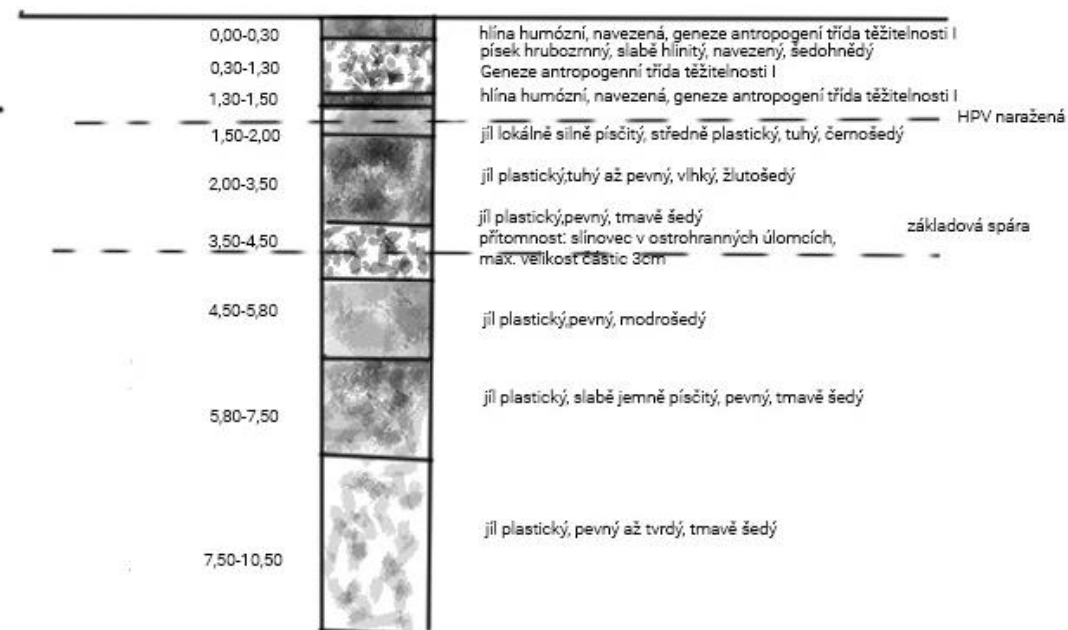 0,00-0,30
hlína humózní, navezená, geneze antropogení třída těžitelnosti I
písek hrubozrnný, slabě hlinitý, navezený, šedohnědý
0,30-1,30
Geneze antropogenní třída těžitelnosti I
1,30-1,50
hlína humózní, navezená, geneze antropogení třída těžitelnosti I
HPV naražená
1,50-2,00
jíl lokálně silně písčitý, středně plastický, tuhý, černošedý
2,00-3,50
jíl plastický,tuhý až pevný, vlhký, žlutošedý
jíl plastický,pevný, tmavě šedý
základová spára
3,50-4,50
přítomnost: slínovec v ostrohranných úlomcích,
max. velikost částic 3cm
4,50-5,80
jíl plastický,pevný, modrošedý
5,80-7,50
jíl plastický, slabě jemně písčitý, pevný, tmavě šedý
7,50-10,50
jíl plastický, pevný až tvrdý, tmavě šedý